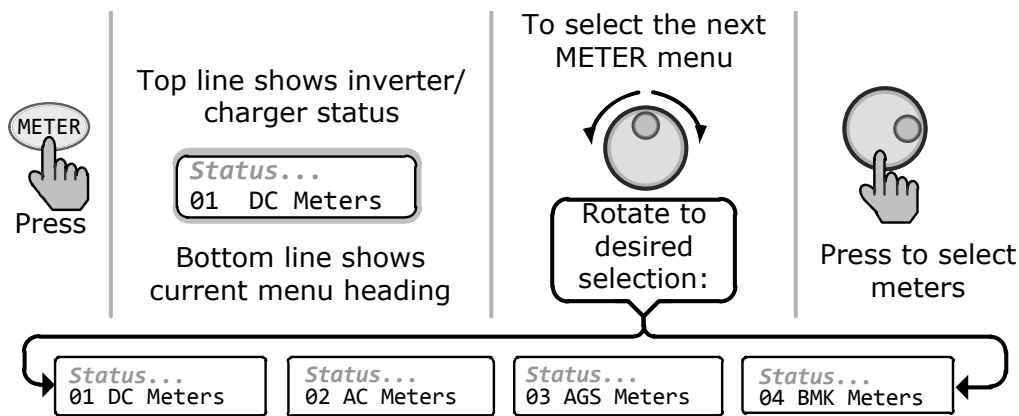 METER
Press
Top line shows inverter/
charger status
Status...
01  DC Meters
Bottom line shows
current menu heading
To select the next
METER menu
Rotate to
desired
selection:
Press to select
meters
Status...
01 DC Meters
Status...
02 AC Meters
Status...
03 AGS Meters
Status...
04 BMK Meters